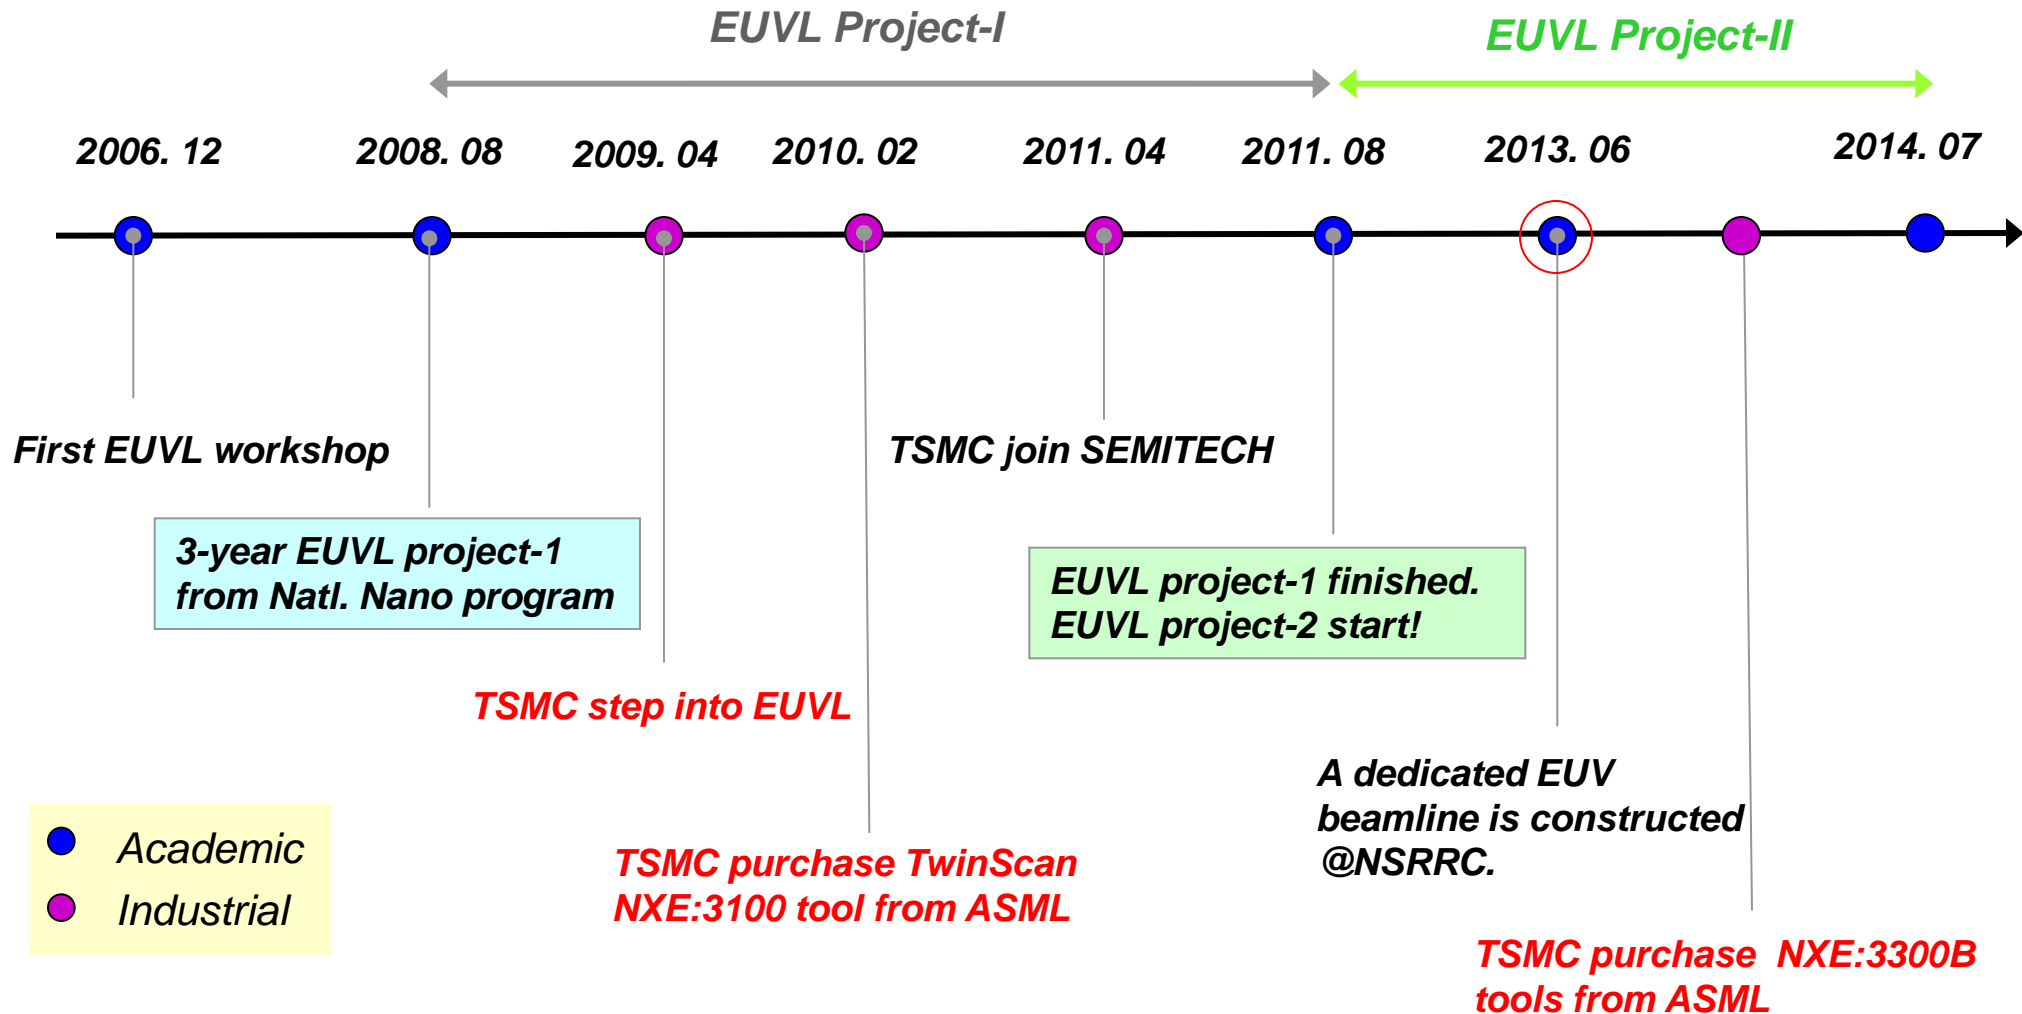 EUVL Project-I
EUVL Project-II
2006. 12
2008. 08
2009. 04
2010. 02
2011. 04
2011. 08
2013. 06
2014. 07
First EUVL workshop
TSMC join SEMITECH
3-year EUVL project-1
from Natl. Nano program
EUVL project-1 finished.
EUVL project-2 start!
TSMC step into EUVL
A dedicated EUV
beamline is constructed
@NSRRC.
TSMC purchase TwinScan
NXE:3100 tool from ASML
TSMC purchase NXE:3300B
tools from ASML
Academic
Industrial